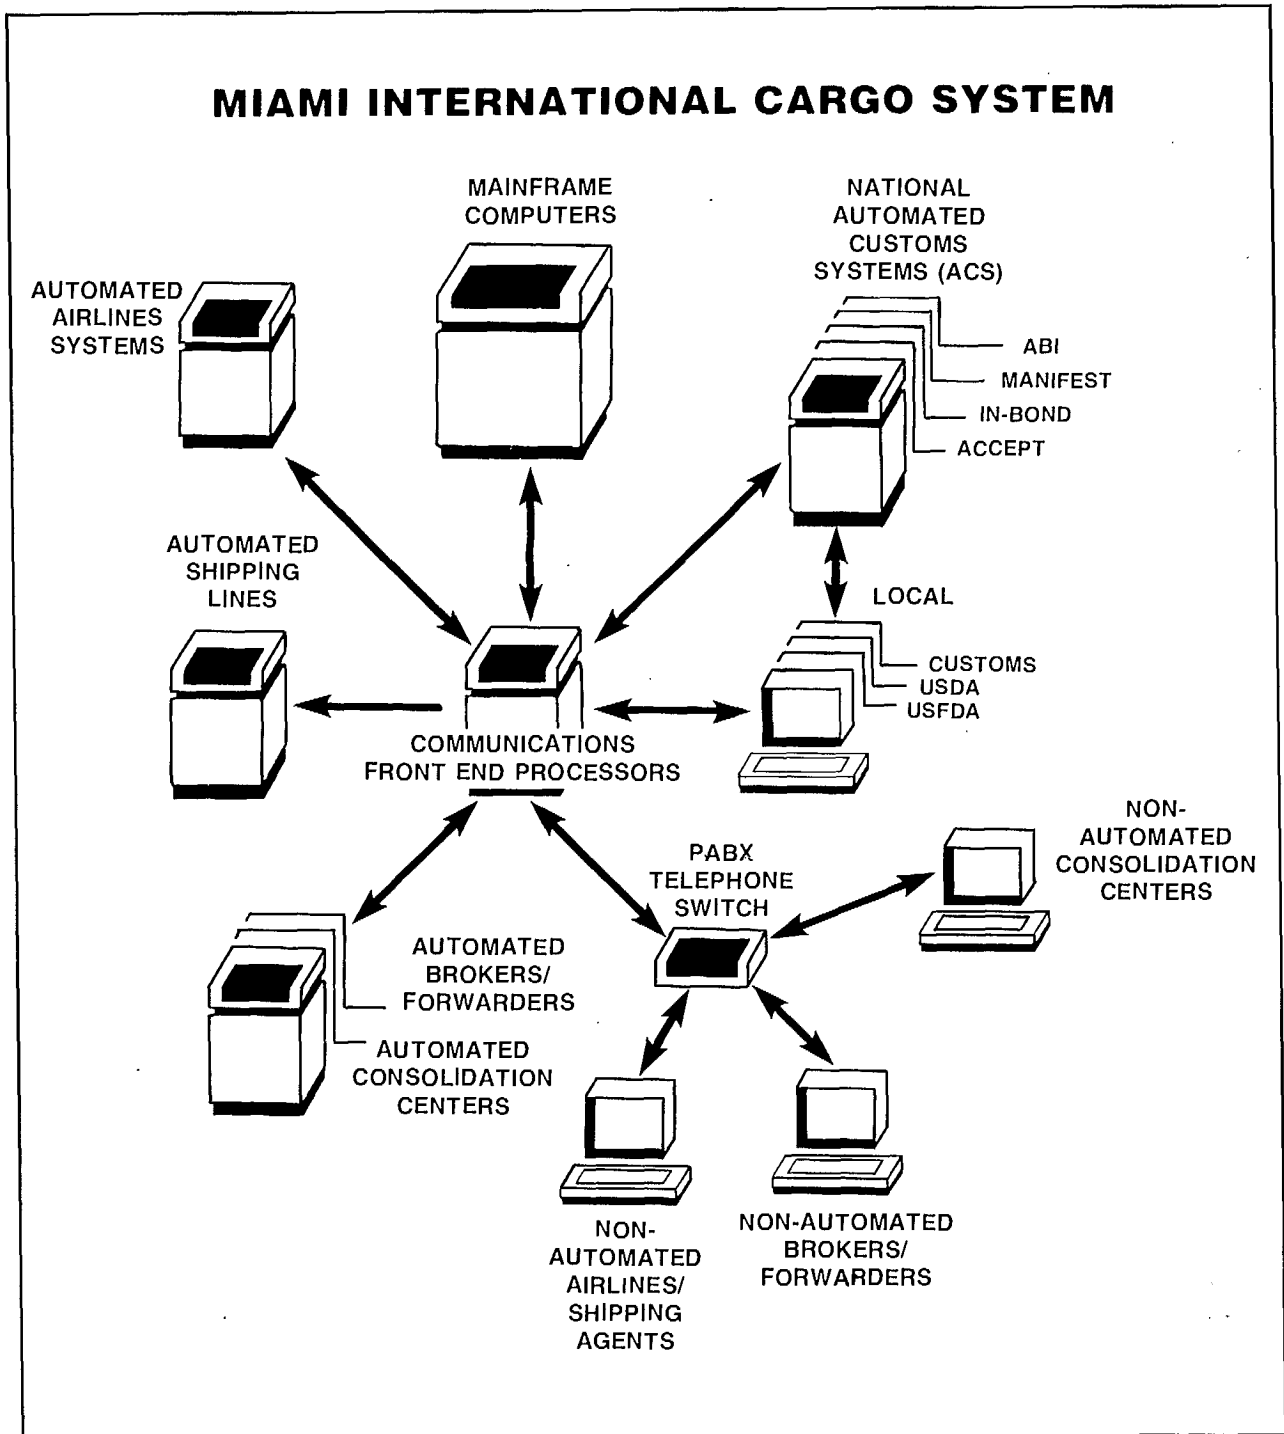 MIAMI INTERNATIONAL CARGO SYSTEM
MAINFRAME
COMPUTERS
NATIONAL
AUTOMATED
CUSTOMS
SYSTEMS (ACS)
AUTOMATED
AIRLINES
SYSTEMS
ABI
MANIFEST
IN-BOND
ACCEPT
AUTOMATED
SHIPPING
LINES
LOCAL
CUSTOMS
USDA
USFDA
COMMUNICATIONS
FRONT END PROCESSORS
NON-
AUTOMATED
CONSOLIDATION
CENTERS
PABX
TELEPHONE
SWITCH
AUTOMATED
BROKERS/
FORWARDERS
AUTOMATED
CONSOLIDATION
CENTERS
NON-
AUTOMATED
AIRLINES/
SHIPPING
AGENTS
NON-AUTOMATED
BROKERS/
FORWARDERS